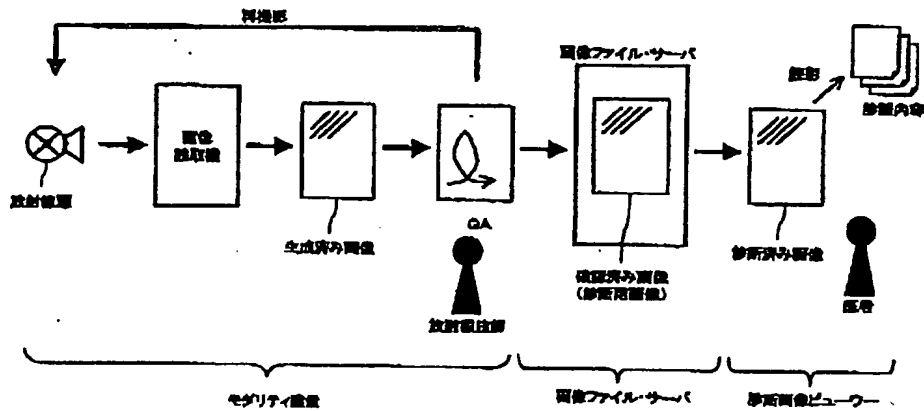 再撮影
画像ファイル・サーバ
読影
診断内容
画像
読取機
放射線源
QA
生成済み画像
確認済み画像
(診断用画像)
診断済み画像
放射線技師
医者
モダリティ装置
画像ファイル・サーバ
診断画像ビューワー